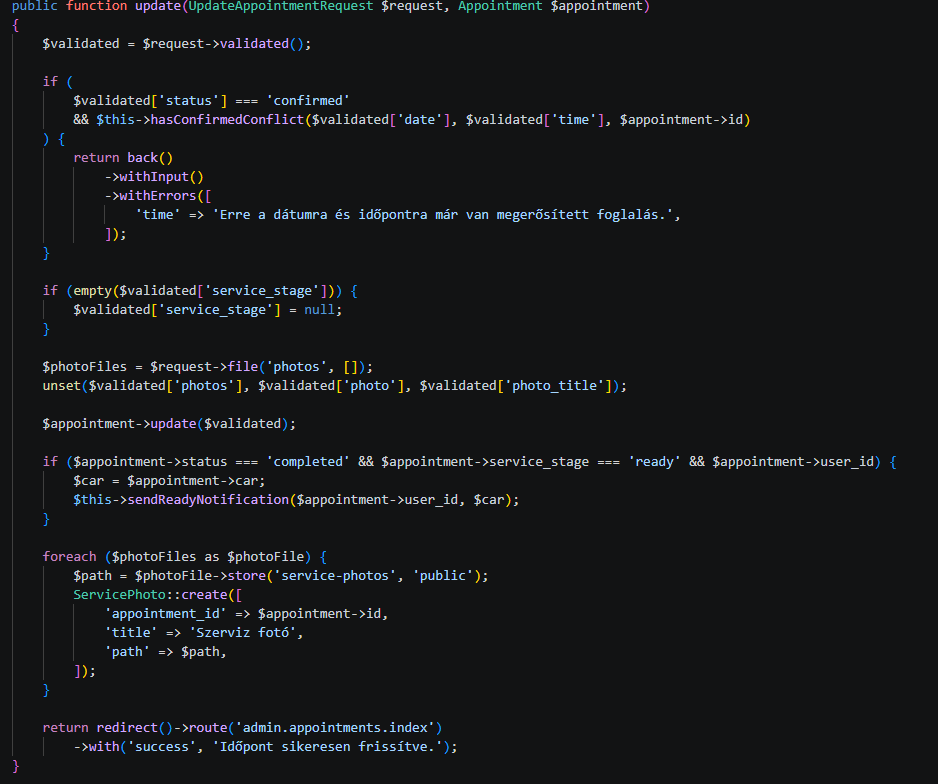 public function update(UpdateAppointmentRequest $request, Appointment $appointment)
{
    $validated = $request->validated();

    if (
        $validated['status'] === 'confirmed'
        && $this->hasConfirmedConflict($validated['date'], $validated['time'], $appointment->id)
    ) {
        return back()
            ->withInput()
            ->withErrors([
                'time' => 'Erre a dátumra és időpontra már van megerősített foglalás.',
            ]);
    }

    if (empty($validated['service_stage'])) {
        $validated['service_stage'] = null;
    }

    $photoFiles = $request->file('photos', []);
    unset($validated['photos'], $validated['photo'], $validated['photo_title']);

    $appointment->update($validated);

    if ($appointment->status === 'completed' && $appointment->service_stage === 'ready' && $appointment->user_id) {
        $car = $appointment->car;
        $this->sendReadyNotification($appointment->user_id, $car);
    }

    foreach ($photoFiles as $photoFile) {
        $path = $photoFile->store('service-photos', 'public');
        ServicePhoto::create([
            'appointment_id' => $appointment->id,
            'title' => 'Szerviz fotó',
            'path' => $path,
        ]);
    }

    return redirect()->route('admin.appointments.index')
        ->with('success', 'Időpont sikeresen frissítve.');
}